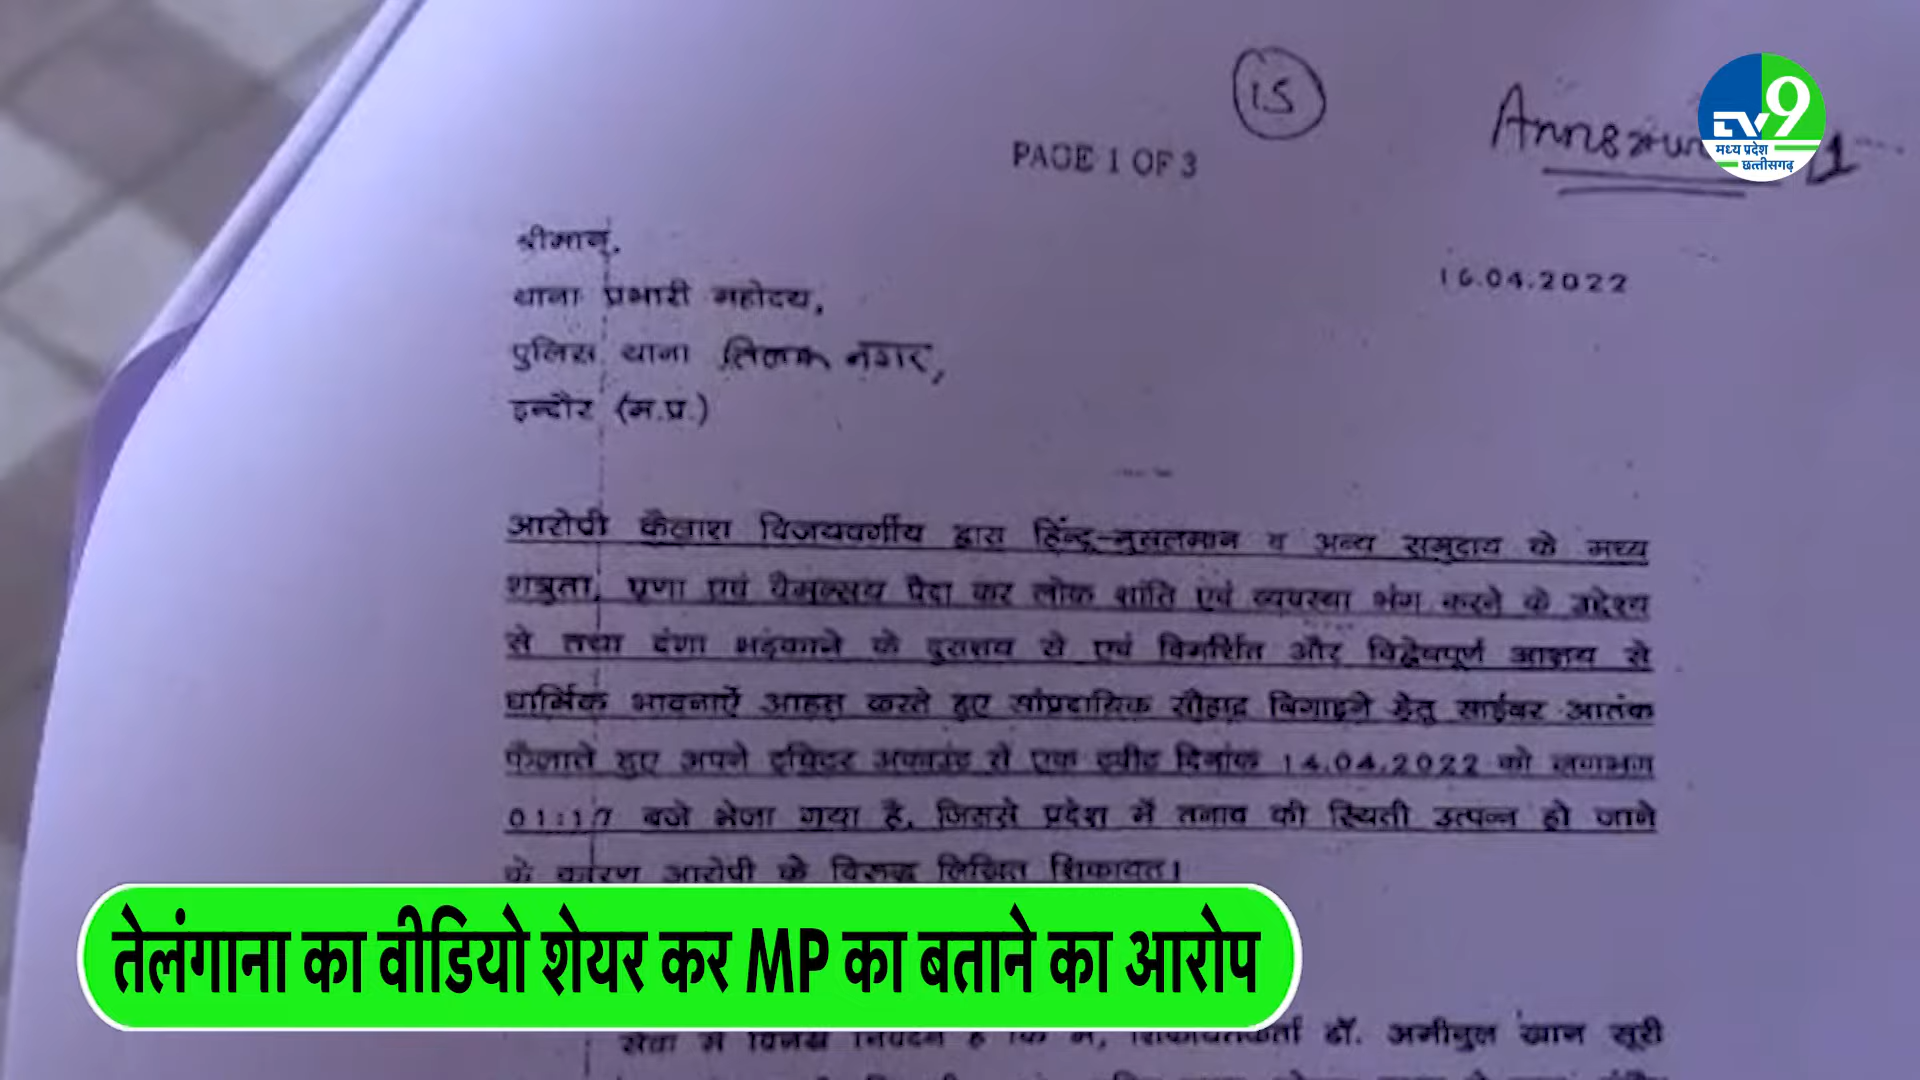 15
PAGE 1 OF 3
TV9
मध्य प्रदेश
छत्तीसगढ़
1
श्रीमान्,
16.04.2022
थाना प्रभारी महोदय,
पुलिस थाना तिलक नगर,
इन्दौर (म.प्र.)
आरोपी कैलाश विजयवर्गीय द्वारा हिंन्दू-मुसलमान व अन्य समुदाय के मध्य
शत्रुता, घृणा एवं वैमनस्य पैदा कर लोक शांति एवं व्यवस्था भंग करने के उद्देश्य
से तथा दंगा भड़काने के दुराशय से एवं विमर्शित और विद्वेषपूर्ण आशय से
धार्मिक भावनाऐं आहत करते हुए सांप्रदायिक सौहाद्र बिगाड़ने हेतु साईबर आतंक
फैलाते हुए अपने ट्विटर अकाउंट से एक ट्वीट दिनांक 14.04.2022 को लगभग
01:17 बजे भेजा गया है, जिससे प्रदेश में तनाव की स्थिती उत्पन्न हो जाने
के कारण आरोपी के विरुद्ध लिखित शिकायत।
तेलंगाना का वीडियो शेयर कर MP का बताने का आरोप
सेवा में विनम्र निवेदन है कि मैं, शिकायतकर्ता डॉ. अमीनुल खान सूरी